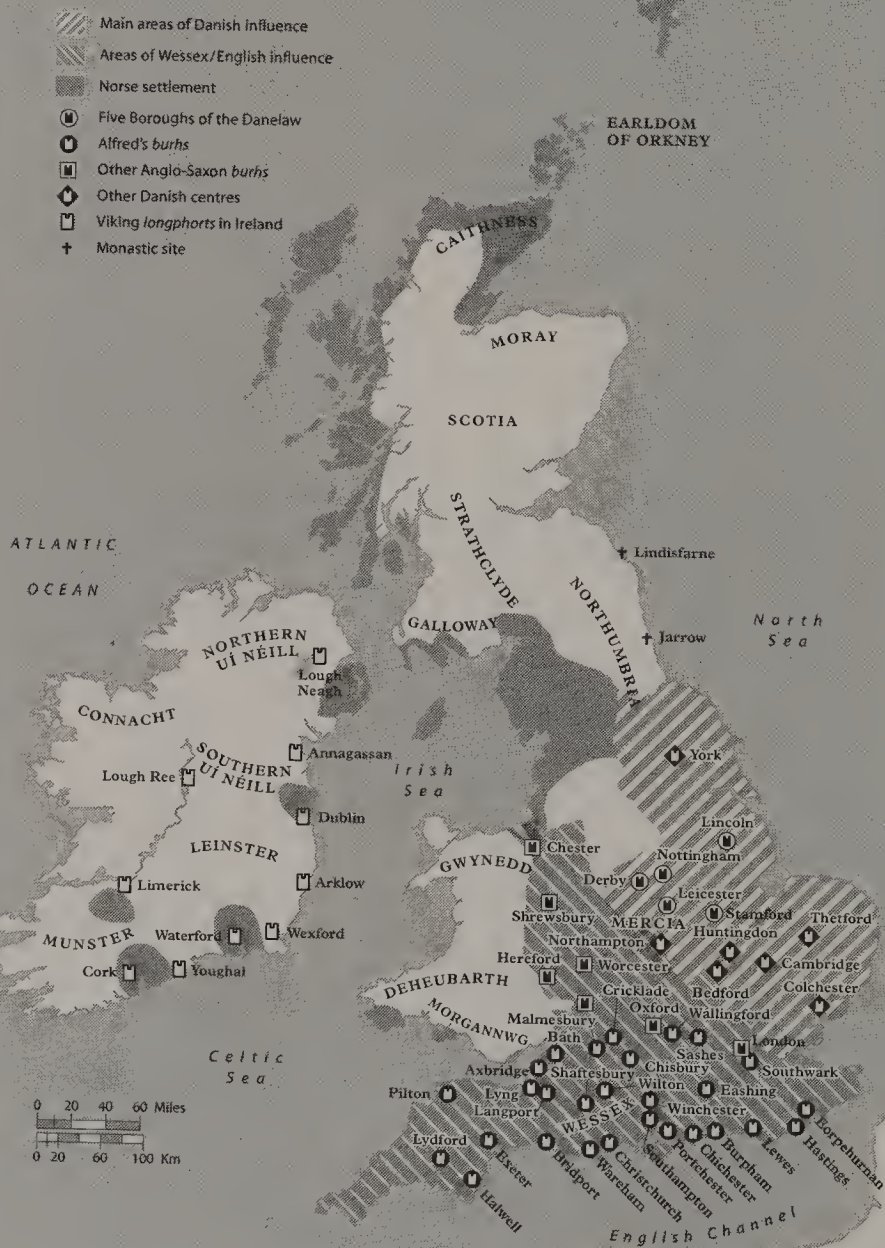 Main areas of Danish influence
Areas of Wessex/English influence
Norse settlement
Five Boroughs of the Danelaw
Alfred's burhs
Other Anglo-Saxon burhs
Other Danish centres
Viking longphorts in Ireland
Monastic site
EARLDOM
OF ORKNEY
CAITHNESS
MORAY
SCOTIA
STRATHCLYDE
ATLANTIC
OCEAN
Lindisfarne
NORTHUMBRIA
GALLOWAY
Jarrow
North
Sea
NORTHERN
UÍ NÉILL
Lough
Neagh
CONNACHT
SOUTHERN
UÍ NÉILL
Annagassan
Lough Ree
Irish
Sea
York
Dublin
LEINSTER
Lincoln
Nottingham
Chester
GWYNEDD
Derby
Limerick
Arklow
Leicester
Shrewsbury
MERCIA
Stamford
Thetford
MUNSTER
Waterford
Wexford
Northampton
Huntingdon
Cork
Youghal
Hereford
Worcester
Cambridge
DEHEUBARTH
Cricklade
Bedford
Colchester
MORGANNWG
Malmesbury
Oxford
Wallingford
Bath
London
Celtic
Sea
Sashes
Chisbury
Southwark
Axbridge
Shaftesbury
Pilton
Lyng
Wilton
Eashing
Langport
WESSEX
Winchester
0 20 40 60 Miles
0 20 60 100 Km
Lydford
Exeter
Halwell
Bridport
Wareham
Christchurch
Southampton
Portchester
Chichester
Burpham
Lewes
Hastings
Eorpehurnan
English Channel